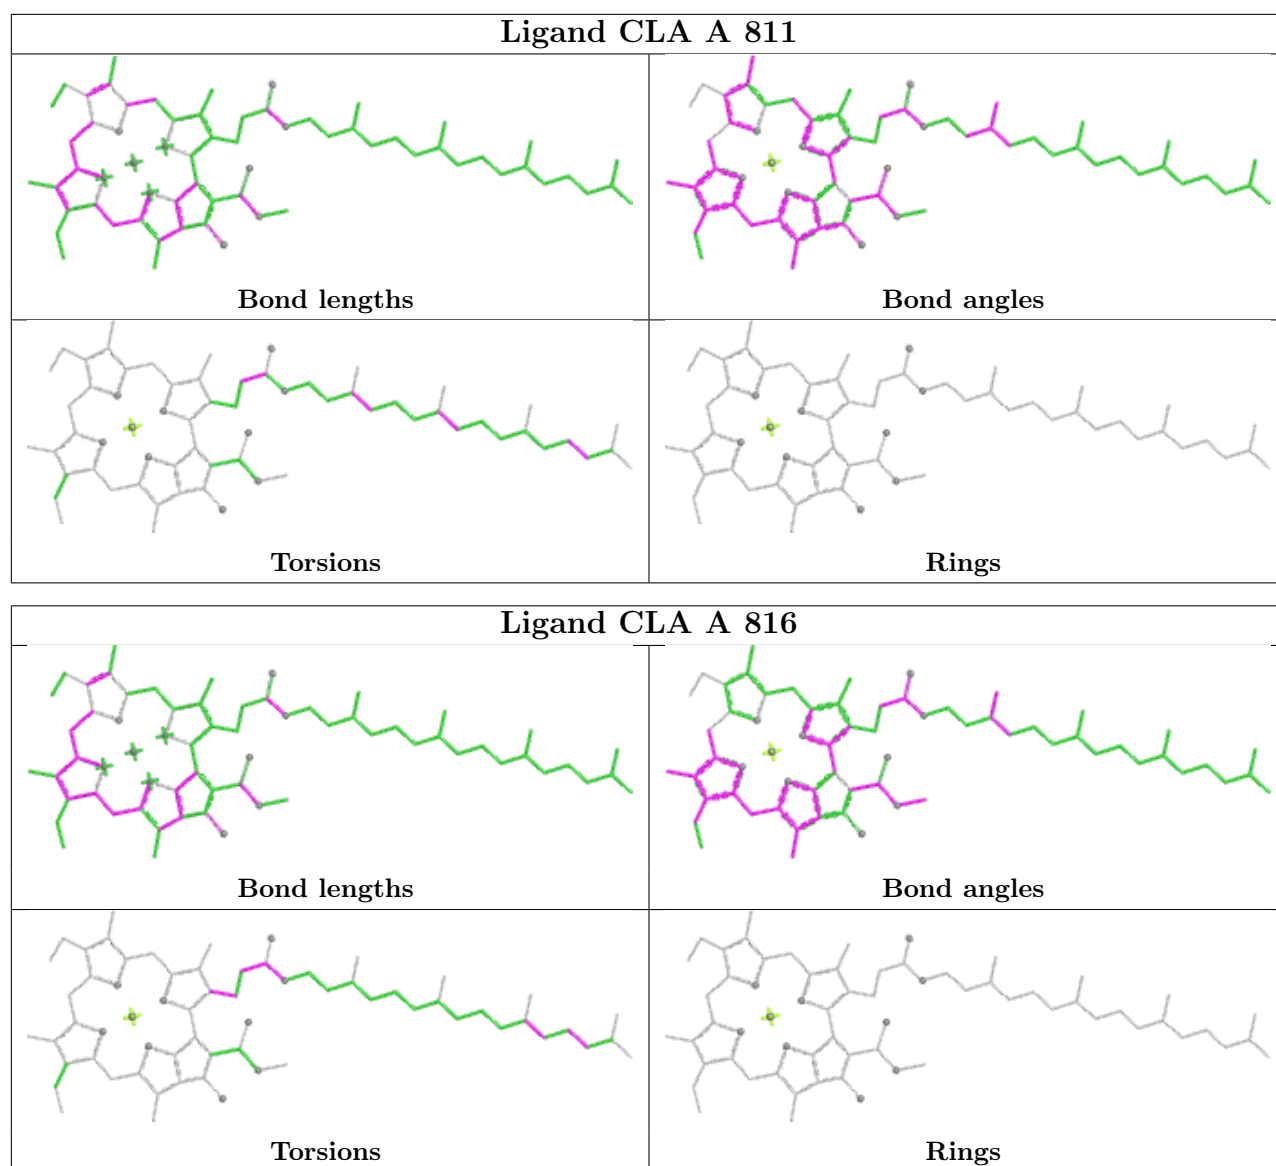 Ligand CLA A 811
Bond lengths
Bond angles
Torsions
Rings
Ligand CLA A 816
Bond lengths
Bond angles
Torsions
Rings